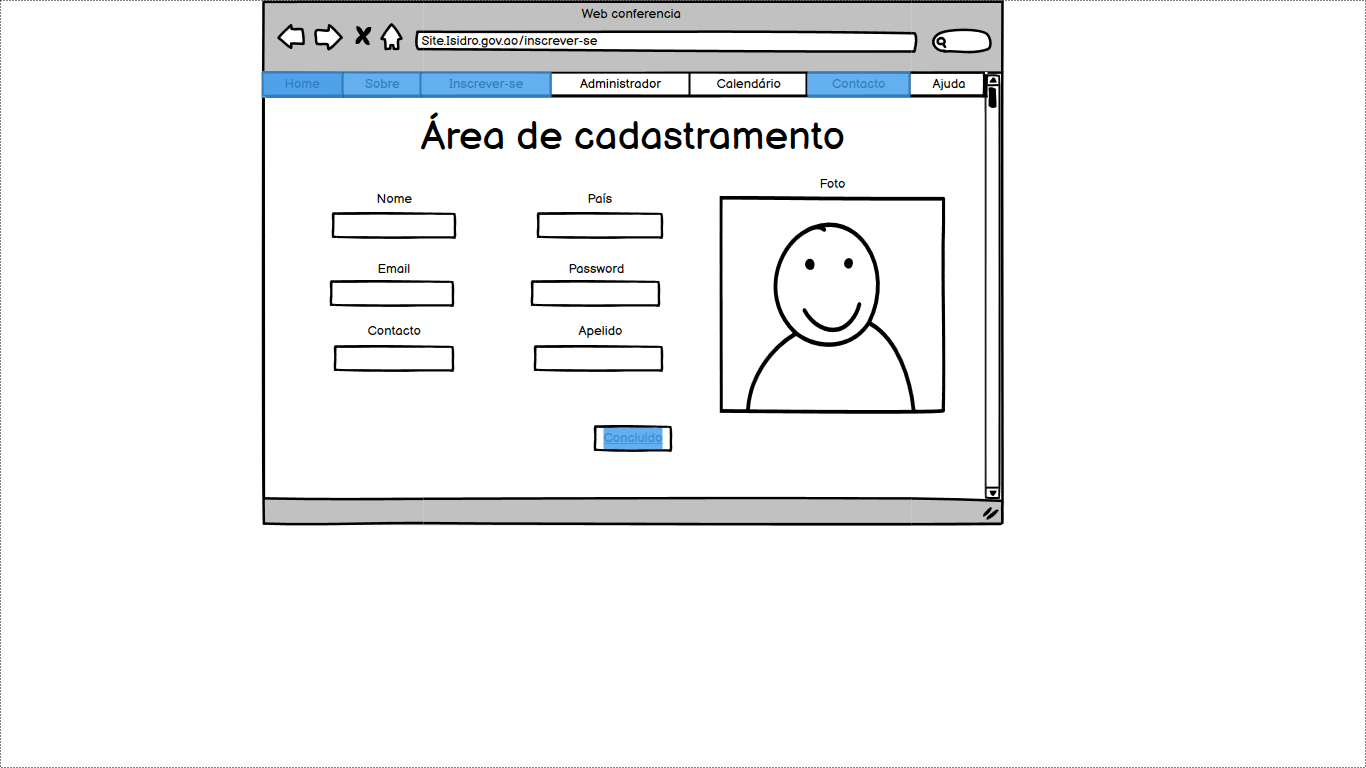 Web conferencia
Site.Isidro.gov.ao/inscrever-se
Home Sobre Inscrever-se Administrador Calendário Contacto Ajuda
Área de cadastramento
Nome País Foto
Email Password
Contacto Apelido
Concluido